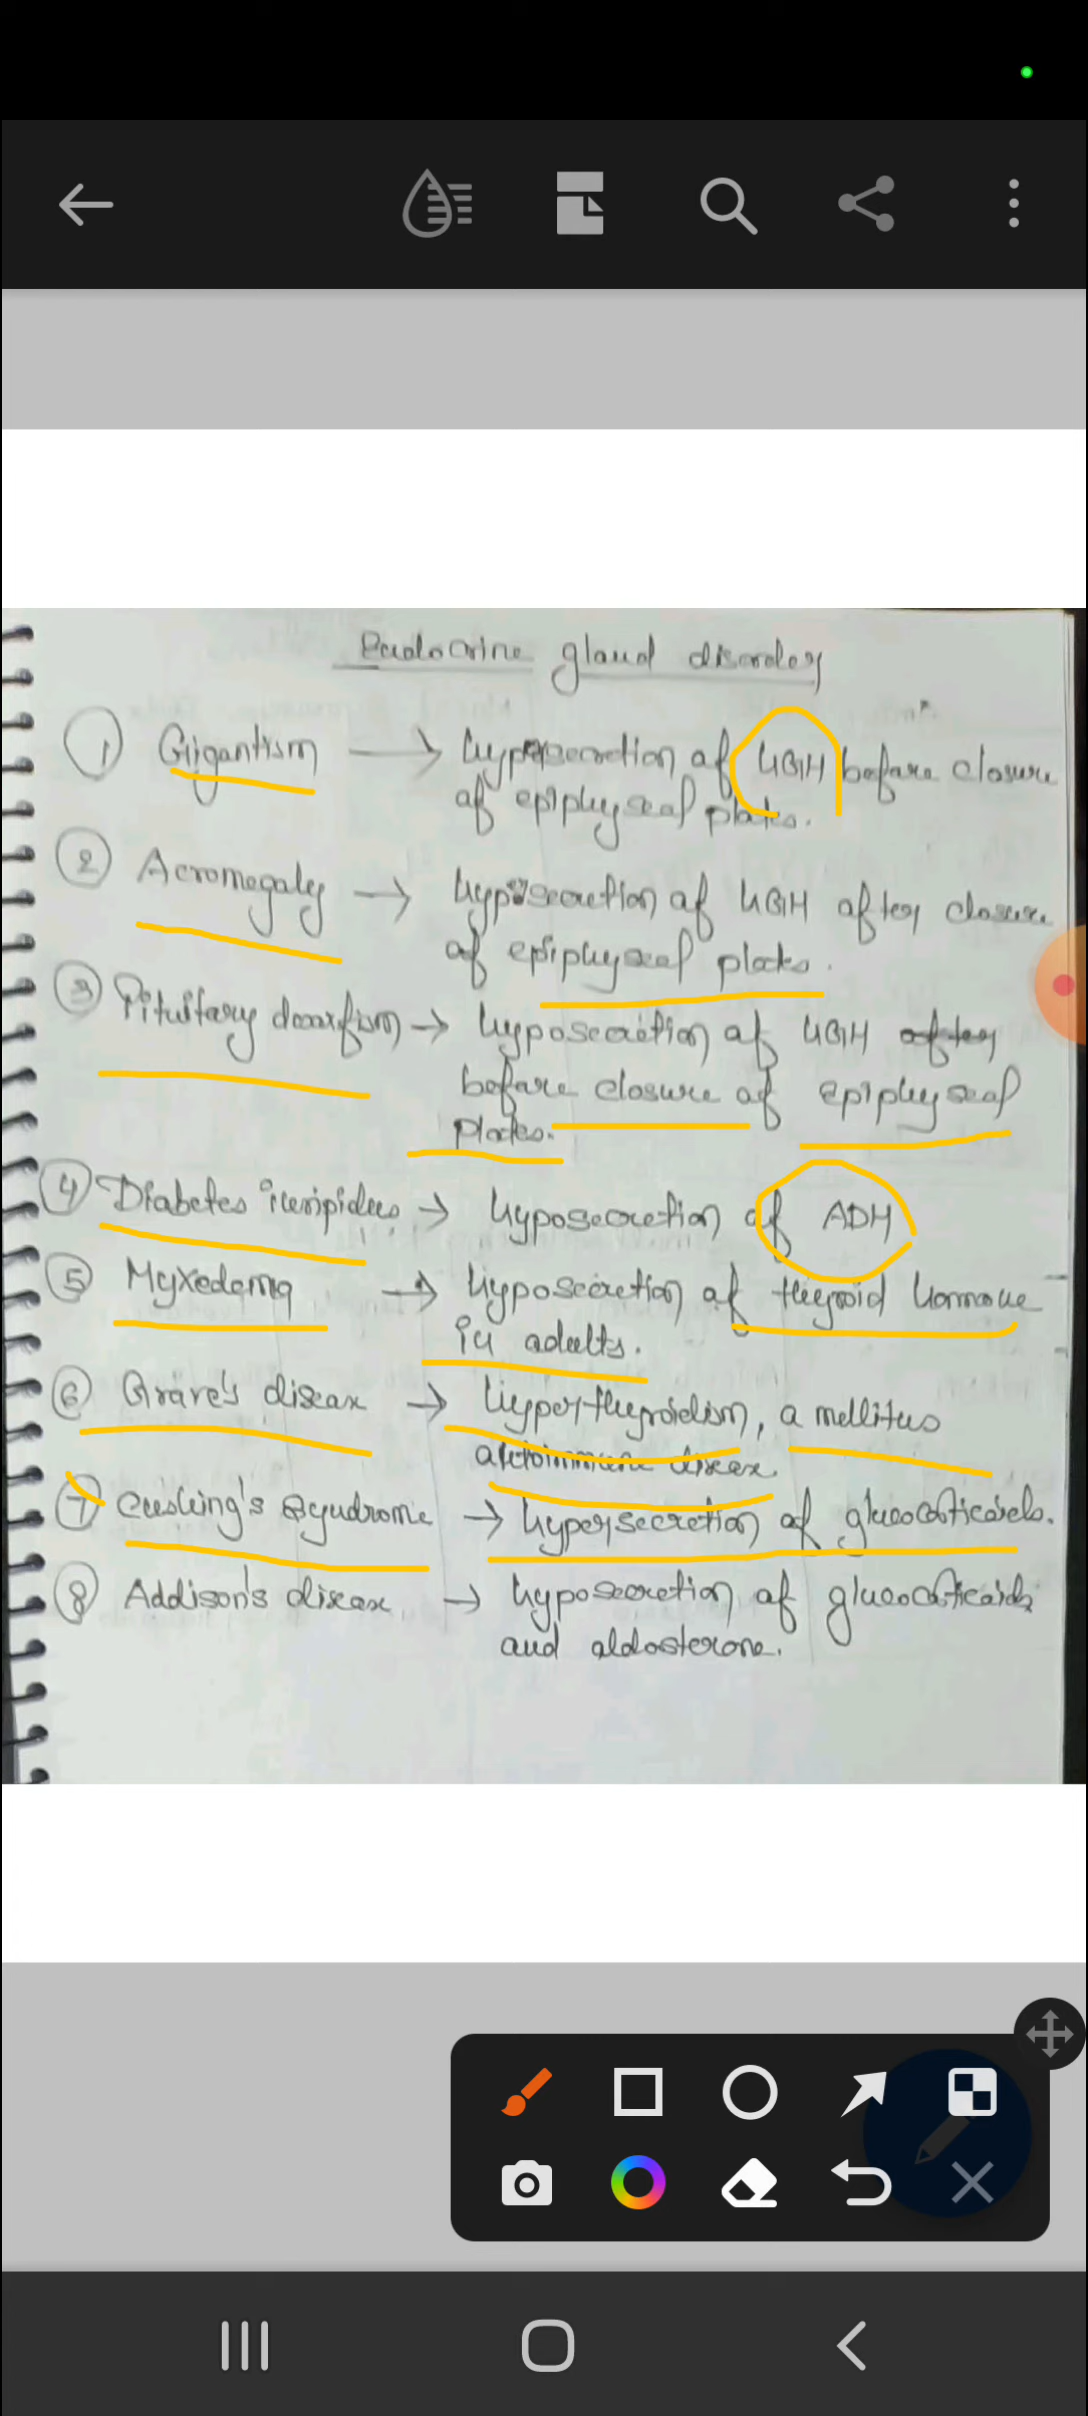 Endocrine gland disorder
① Gigantism → hypersecretion of HGH before closure
of epiphyseal plates.
② Acromegaly → hypersecretion of HGH after closure
of epiphyseal plates.
③ Pituitary dwarfism → hyposecretion of HGH after
before closure of epiphyseal
plates.
④ Diabetes insipidus → hyposecretion of ADH
⑤ Myxedema → hyposecretion of thyroid hormone
in adults.
⑥ Grave's disease → hyperthyroidism, a mellitus
autoimmune disease.
⑦ Cushing's Syndrome → hypersecretion of glucocorticoids.
⑧ Addison's disease → hyposecretion of glucocorticoids
and aldosterone.